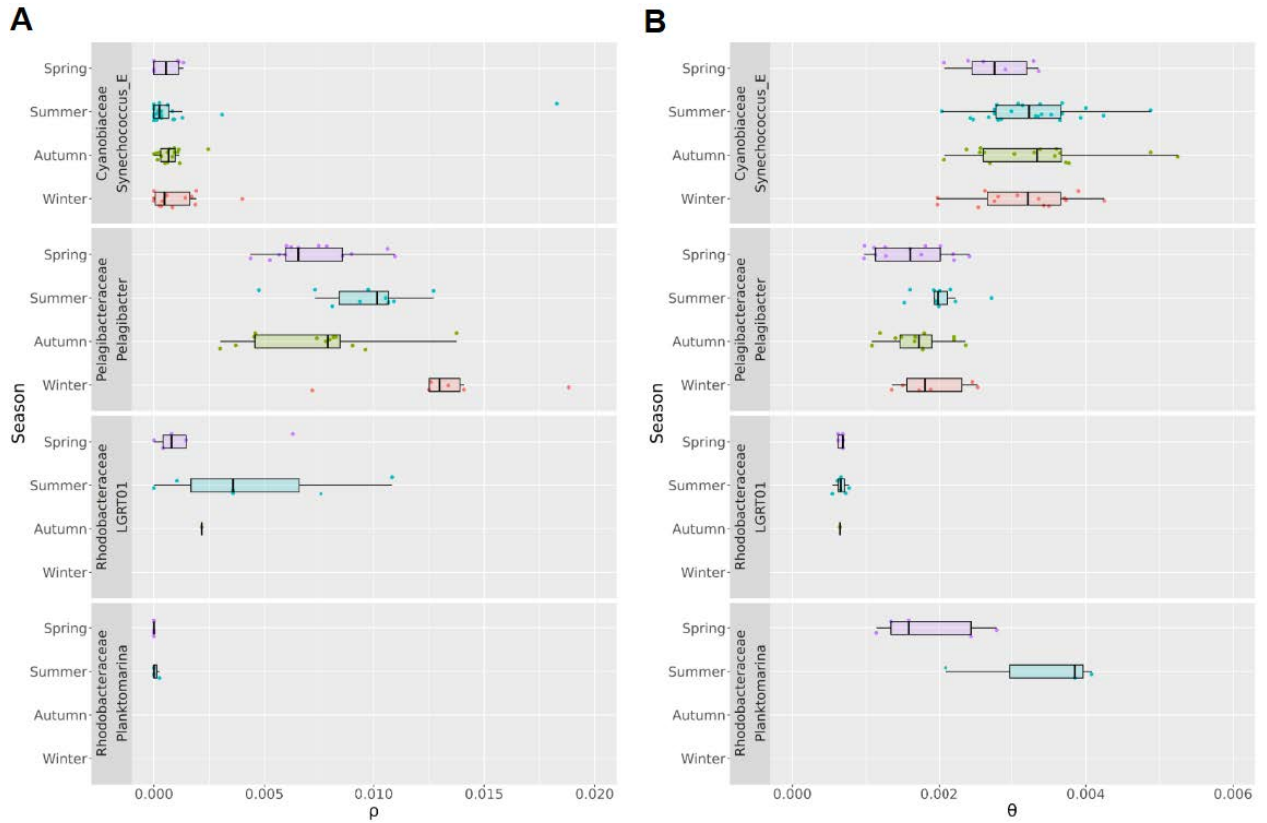 A
Season
Cyanobiaceae
Synechococcus_E
Spring
Summer
Autumn
Winter
Pelagibacteraceae
Pelagibacter
Spring
Summer
Autumn
Winter
Rhodobacteraceae
LGRT01
Spring
Summer
Autumn
Winter
Rhodobacteraceae
Planktomarina
Spring
Summer
Autumn
Winter
0.000 0.005 0.010 0.015 0.020
ρ
B
Season
Cyanobiaceae
Synechococcus_E
Spring
Summer
Autumn
Winter
Pelagibacteraceae
Pelagibacter
Spring
Summer
Autumn
Winter
Rhodobacteraceae
LGRT01
Spring
Summer
Autumn
Winter
Rhodobacteraceae
Planktomarina
Spring
Summer
Autumn
Winter
0.000 0.002 0.004 0.006
θ